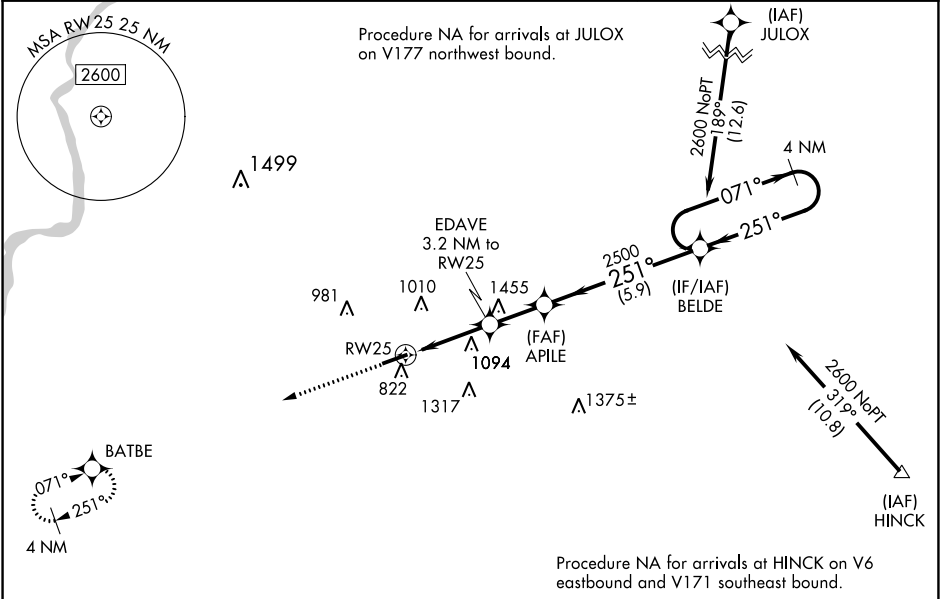 MSA RW25 25 NM
2600
Procedure NA for arrivals at JULOX
on V177 northwest bound.
(IAF)
JULOX
2600 NoPT
189°
(12.6)
4 NM
071°
251°
1499
EDAVE
3.2 NM to
RW25
2500
251°
(5.9)
(IF/IAF)
BELDE
981
1010
1455
(FAF)
APILE
RW25
1094
822
1317
1375±
2600 NoPT
319°
(10.8)
(IAF)
HINCK
BATBE
071°
251°
4 NM
Procedure NA for arrivals at HINCK on V6
eastbound and V171 southeast bound.